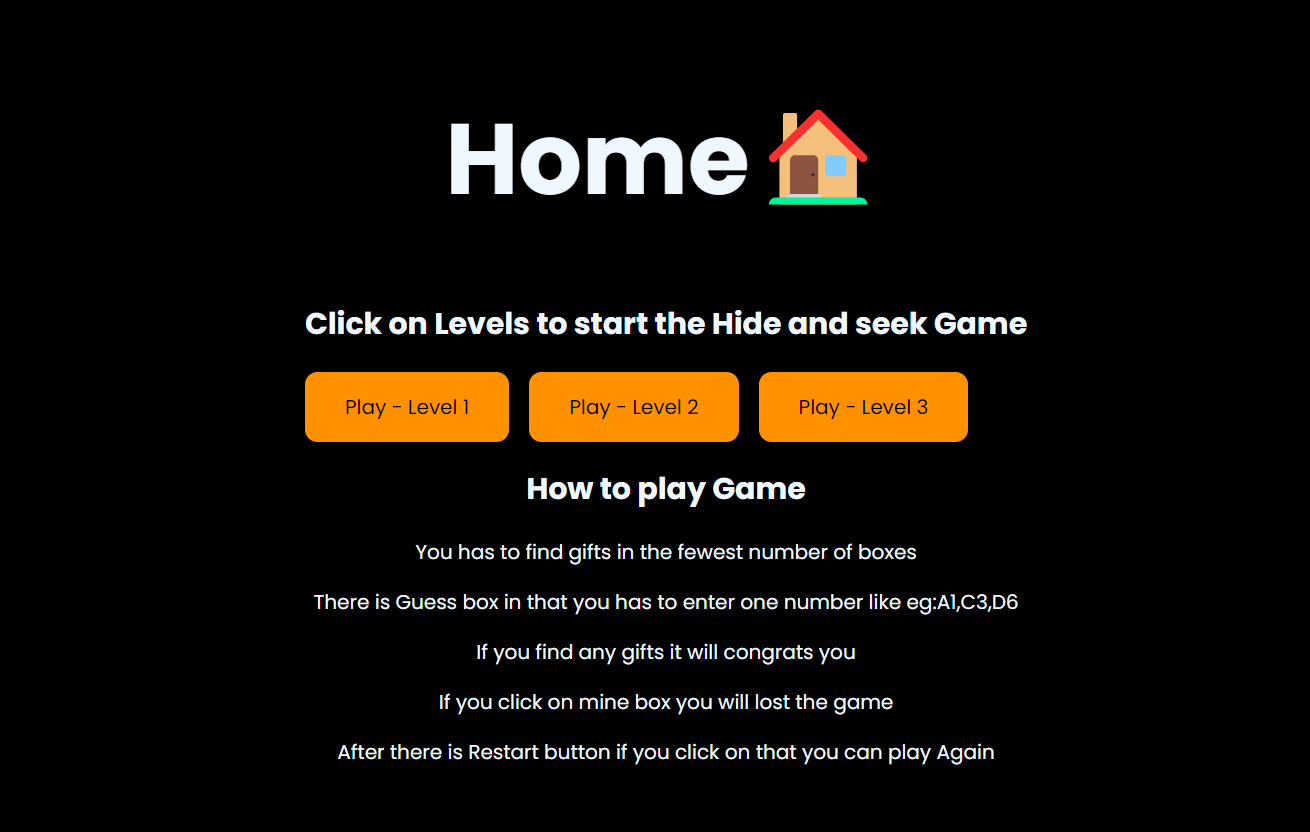 Home
Click on Levels to start the Hide and seek Game
Play - Level 1
Play - Level 2
Play - Level 3
How to play Game
You has to find gifts in the fewest number of boxes
There is Guess box in that you has to enter one number like eg:A1,C3,D6
If you find any gifts it will congrats you
If you click on mine box you will lost the game
After there is Restart button if you click on that you can play Again